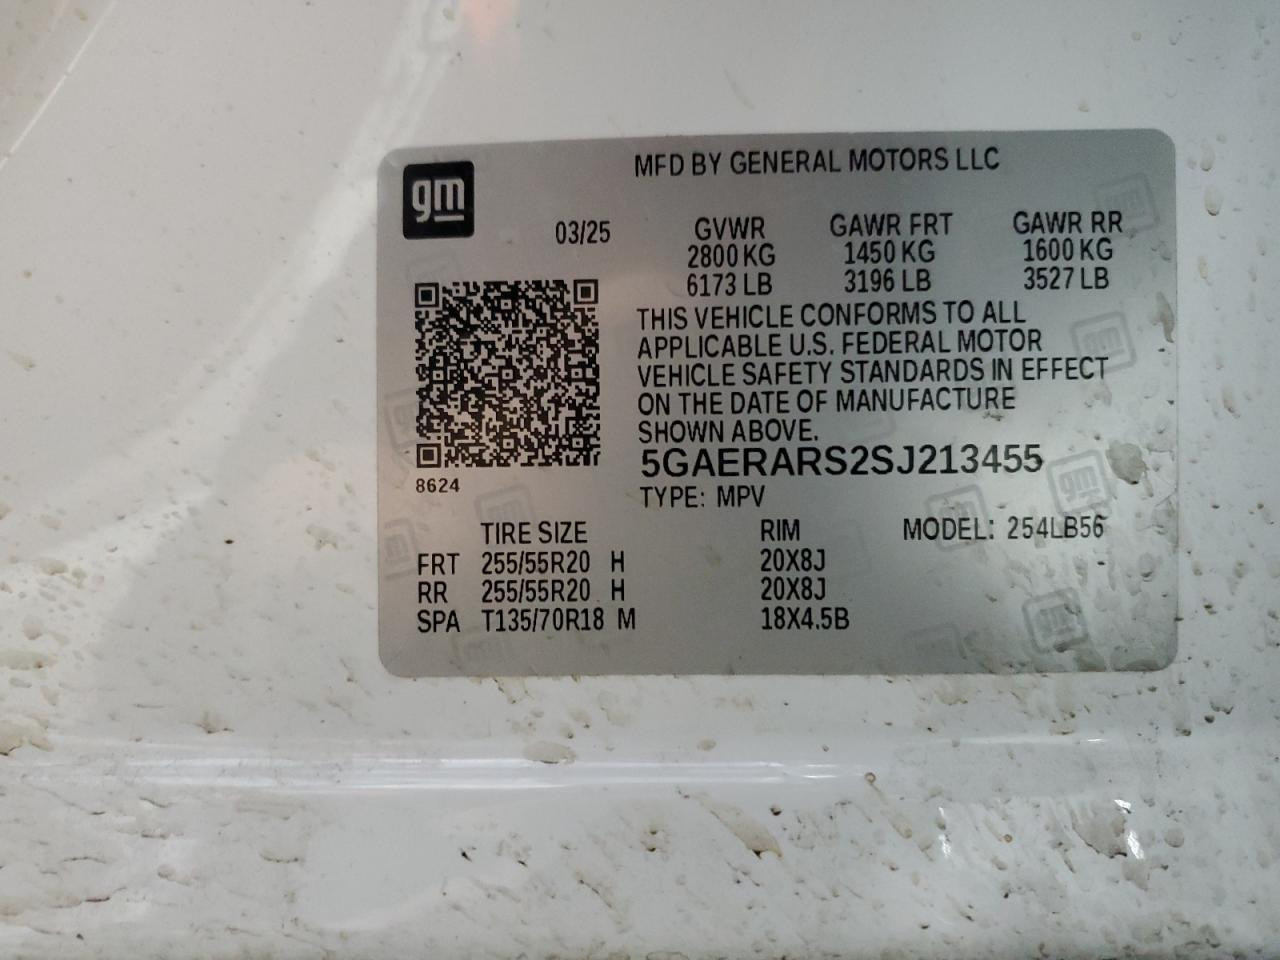 gm
MFD BY GENERAL MOTORS LLC
03/25 GVWR GAWR FRT GAWR RR
2800 KG 1450 KG 1600 KG
6173 LB 3196 LB 3527 LB
THIS VEHICLE CONFORMS TO ALL
APPLICABLE U.S. FEDERAL MOTOR
VEHICLE SAFETY STANDARDS IN EFFECT
ON THE DATE OF MANUFACTURE
SHOWN ABOVE.
5GAERARS2SJ213455
8624
TYPE: MPV
TIRE SIZE RIM MODEL: 254LB56
FRT 255/55R20 H 20X8J
RR 255/55R20 H 20X8J
SPA T135/70R18 M 18X4.5B